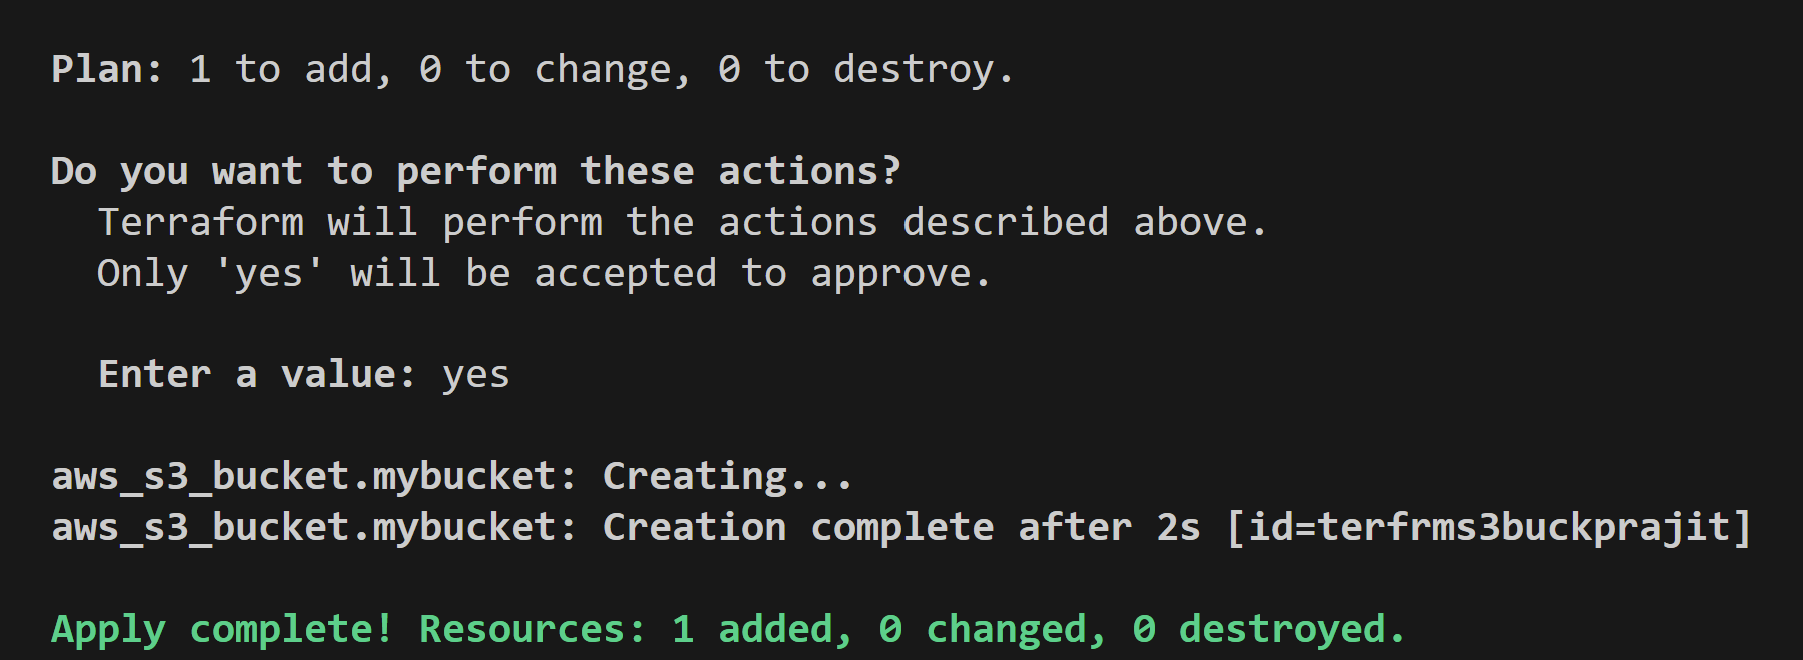 Plan: 1 to add, 0 to change, 0 to destroy.
Do you want to perform these actions?
Terraform will perform the actions described above.
Only 'yes' will be accepted to approve.
Enter a value: yes
aws_s3_bucket.mybucket: Creating...
aws_s3_bucket.mybucket: Creation complete after 2s [id=terfrms3buckprajit]
Apply complete! Resources: 1 added, 0 changed, 0 destroyed.